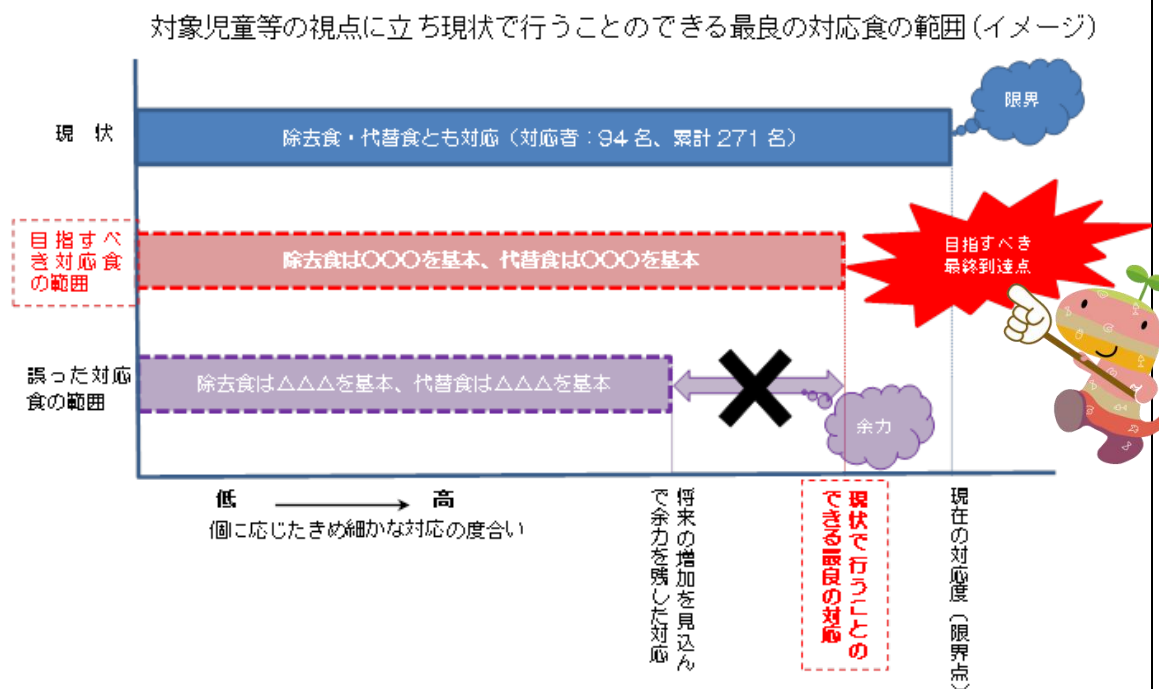 対象児童等の視点に立ち現状で行うことのできる最良の対応食の範囲(イメージ)
限界
現 状
除去食・代替食とも対応(対応者:94名、累計271名)
目指すべ
き対応食
の範囲
除去食は〇〇〇を基本、代替食は〇〇〇を基本
目指すべき
最終到達点
誤った対応
食の範囲
除去食は△△△を基本、代替食は△△△を基本
余力
低
高
個に応じたきめ細かな対応の度合い
将来の増加を見込ん
で余力を残した対応
現状で行うことの
できる最良の対応
現在の対応度(限界点)